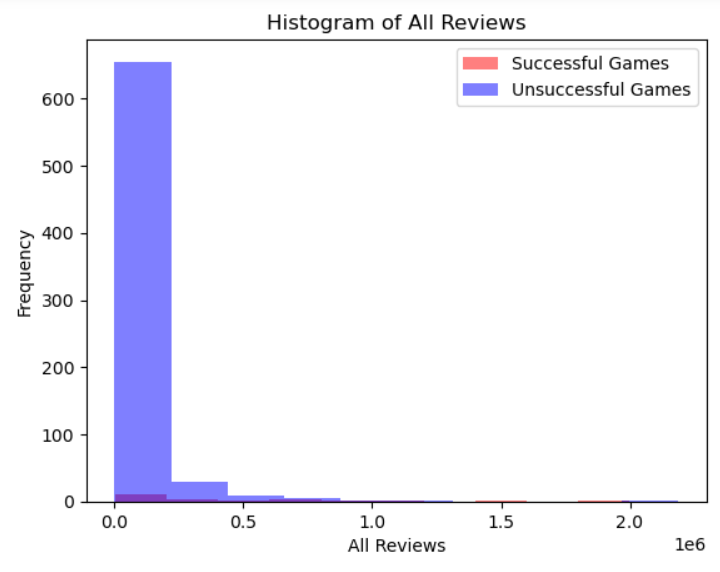 Histogram of All Reviews
Successful Games
Unsuccessful Games
600
500
400
300
200
100
0
Frequency
0.0 0.5 1.0 1.5 2.0
1e6
All Reviews